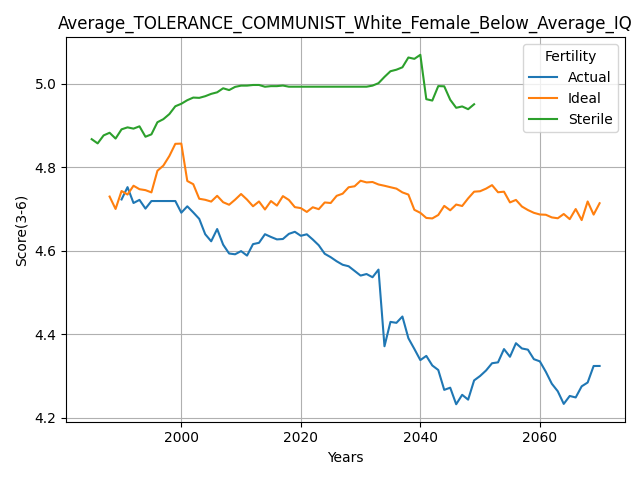 Average_TOLERANCE_COMMUNIST_White_Female_Below_Average_IQ
Fertility
Actual
Ideal
Sterile
Score(3-6)
5.0
4.8
4.6
4.4
4.2
2000
2020
2040
2060
Years